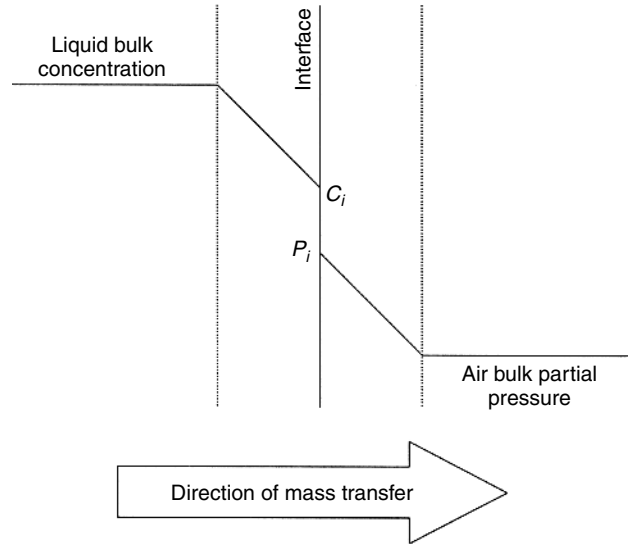 Liquid bulk
concentration
Interface
C_i
P_i
Air bulk partial
pressure
Direction of mass transfer